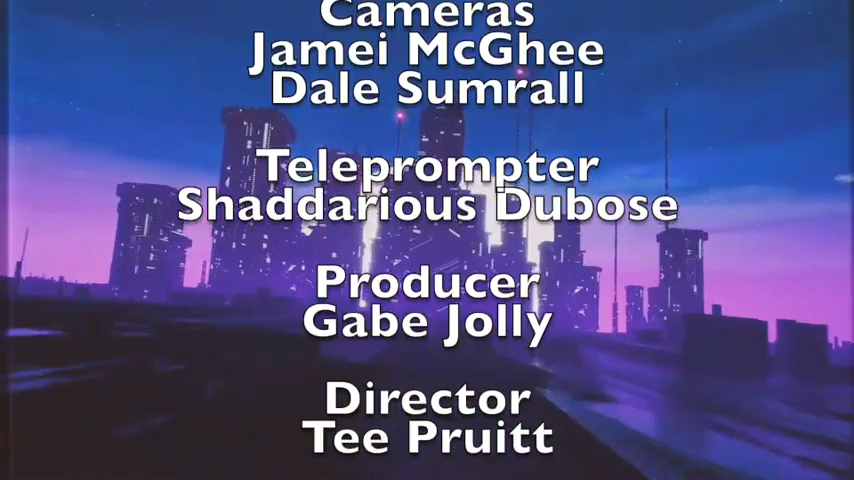 Cameras
Jamei McGhee
Dale Sumrall
Teleprompter
Shaddarious Dubose
Producer
Gabe Jolly
Director
Tee Pruitt